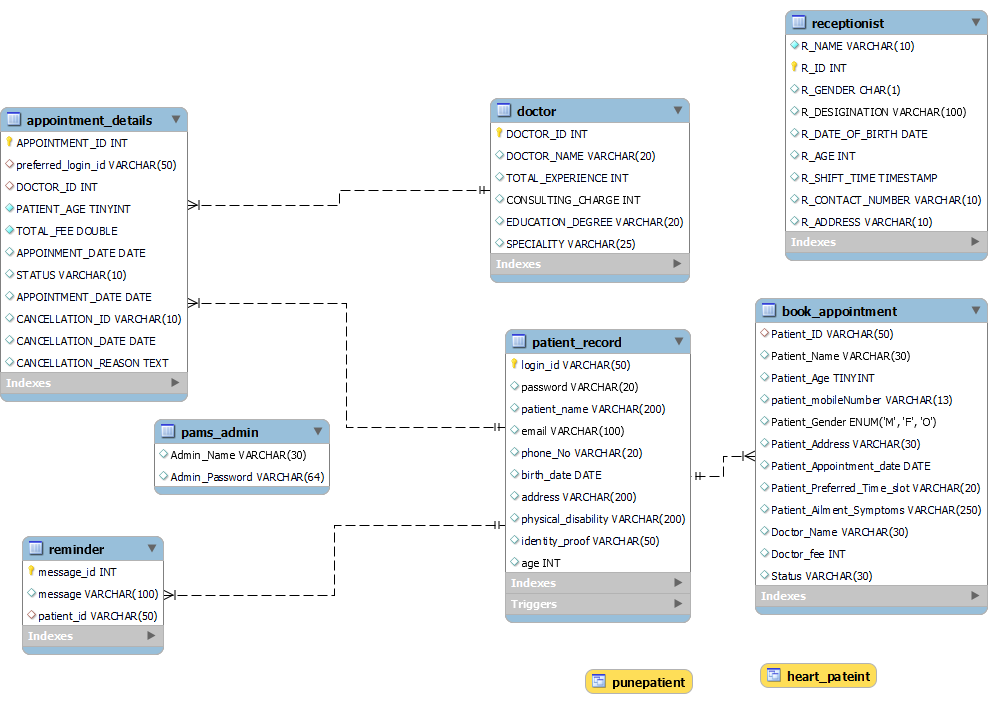 appointment_details
APPOINTMENT_ID INT
preferred_login_id VARCHAR(50)
DOCTOR_ID INT
PATIENT_AGE TINYINT
TOTAL_FEE DOUBLE
APPOINMENT_DATE DATE
STATUS VARCHAR(10)
APPOINTMENT_DATE DATE
CANCELLATION_ID VARCHAR(10)
CANCELLATION_DATE DATE
CANCELLATION_REASON TEXT
Indexes
doctor
DOCTOR_ID INT
DOCTOR_NAME VARCHAR(20)
TOTAL_EXPERIENCE INT
CONSULTING_CHARGE INT
EDUCATION_DEGREE VARCHAR(20)
SPECIALITY VARCHAR(25)
Indexes
receptionist
R_NAME VARCHAR(10)
R_ID INT
R_GENDER CHAR(1)
R_DESIGINATION VARCHAR(100)
R_DATE_OF_BIRTH DATE
R_AGE INT
R_SHIFT_TIME TIMESTAMP
R_CONTACT_NUMBER VARCHAR(10)
R_ADDRESS VARCHAR(10)
Indexes
pams_admin
Admin_Name VARCHAR(30)
Admin_Password VARCHAR(64)
patient_record
login_id VARCHAR(50)
password VARCHAR(20)
patient_name VARCHAR(200)
email VARCHAR(100)
phone_No VARCHAR(20)
birth_date DATE
address VARCHAR(200)
physical_disability VARCHAR(200)
identity_proof VARCHAR(50)
age INT
Indexes
Triggers
book_appointment
Patient_ID VARCHAR(50)
Patient_Name VARCHAR(30)
Patient_Age TINYINT
patient_mobileNumber VARCHAR(13)
Patient_Gender ENUM('M', 'F', 'O')
Patient_Address VARCHAR(30)
Patient_Appointment_date DATE
Patient_Preferred_Time_slot VARCHAR(20)
Patient_Ailment_Symptoms VARCHAR(250)
Doctor_Name VARCHAR(30)
Doctor_fee INT
Status VARCHAR(30)
Indexes
reminder
message_id INT
message VARCHAR(100)
patient_id VARCHAR(50)
Indexes
punepatient
heart_pateint